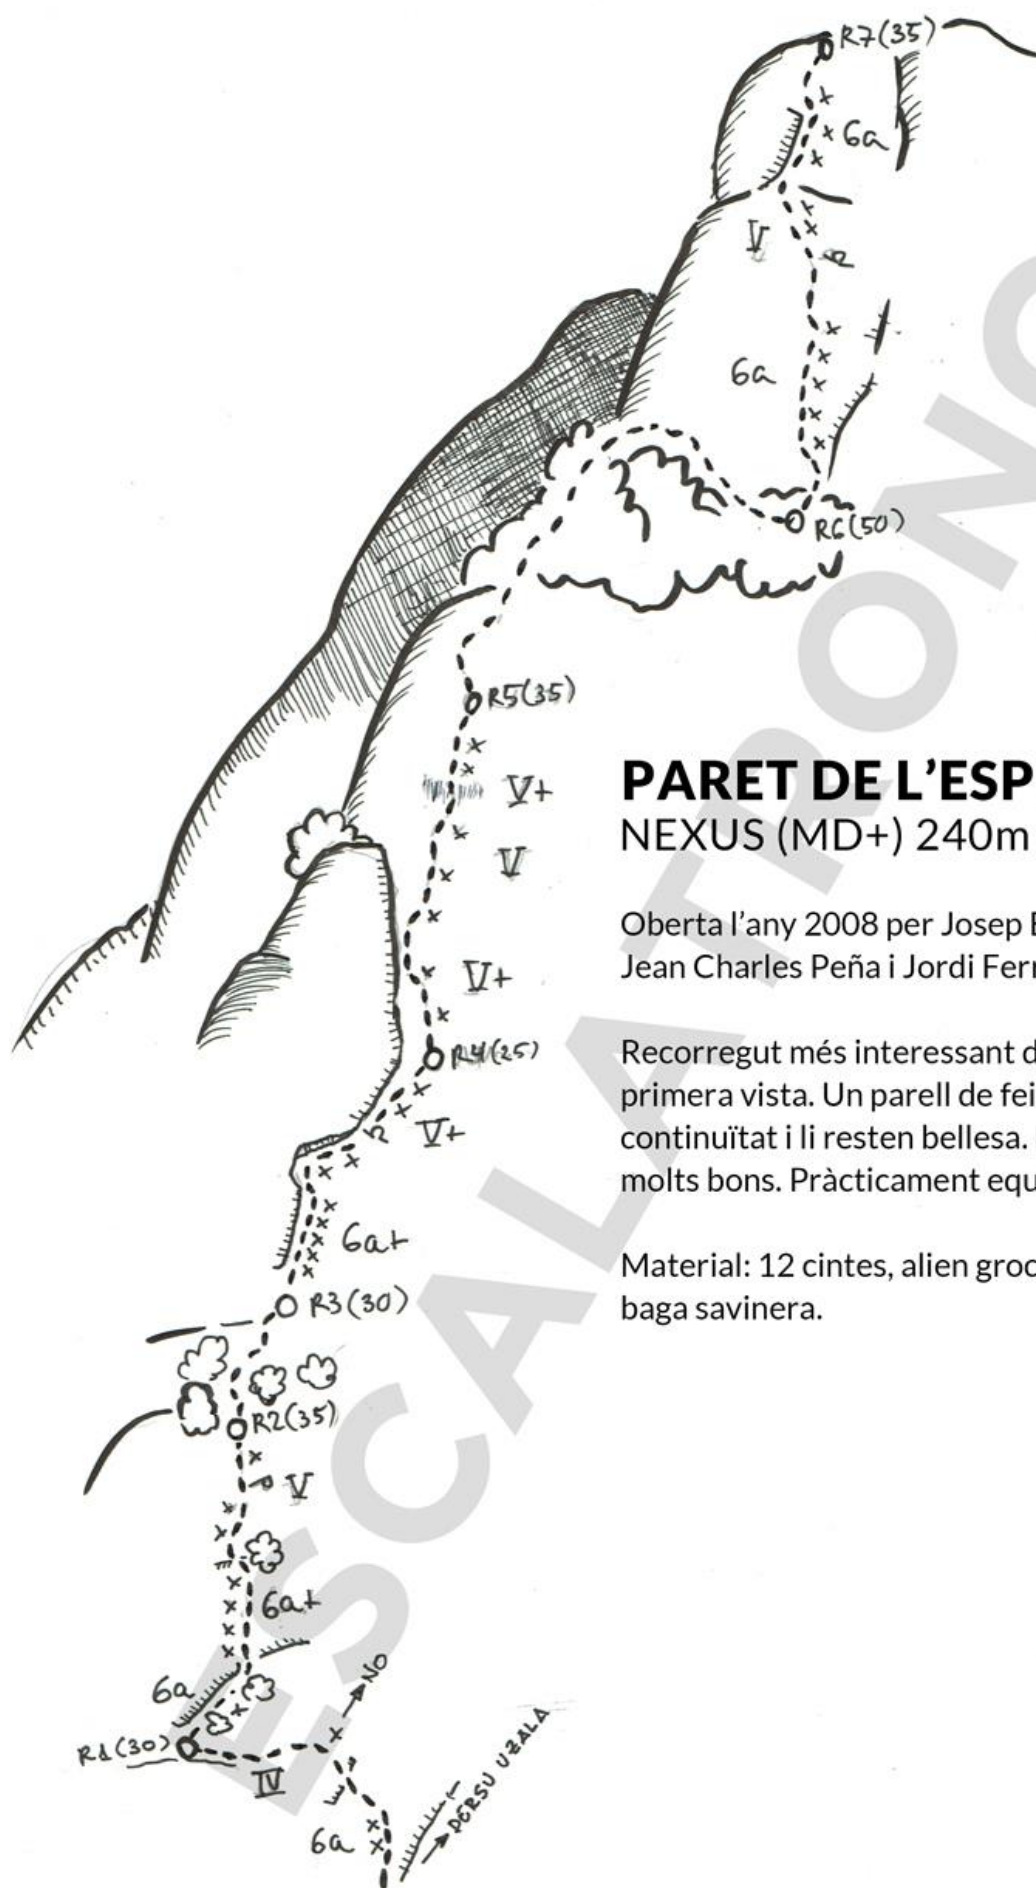 R7(35)
6a
V
6a
R6(50)
R5(35)
V+
V
V+
R4(25)
V+
6a+
R3(30)
R2(35)
V
6a+
6a
R1(30)
NO
IV
6a
DERSU UZALA
PARET DE L’ESP
NEXUS (MD+) 240m
Oberta l’any 2008 per Josep
Jean Charles Peña i Jordi Ferr
Recorregut més interessant d
primera vista. Un parell de fei
continuïtat i li resten bellesa.
molts bons. Pràcticament equ
Material: 12 cintes, alien groc
baga savinera.
ESCALATRONC